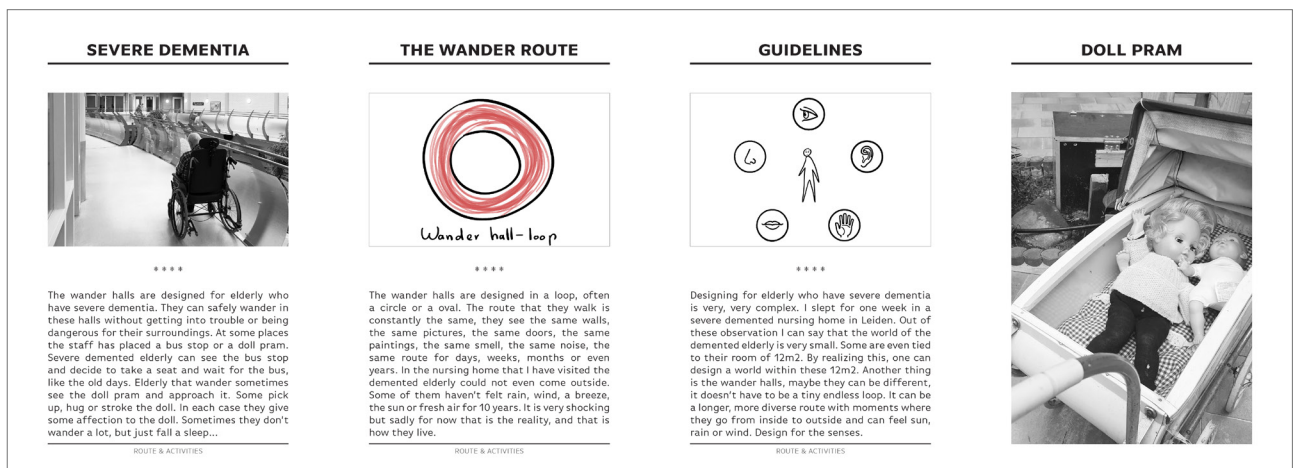 SEVERE DEMENTIA
* * * *
The wander halls are designed for elderly who
have severe dementia. They can safely wander in
these halls without getting into trouble or being
dangerous for their surroundings. At some places
the staff has placed a bus stop or a doll pram.
Severe demented elderly can see the bus stop
and decide to take a seat and wait for the bus,
like the old days. Elderly that wander sometimes
see the doll pram and approach it. Some pick
up, hug or stroke the doll. In each case they give
some affection to the doll. Sometimes they don't
wander a lot, but just fall a sleep...
ROUTE & ACTIVITIES
THE WANDER ROUTE
Wander hall-loop
* * * *
The wander halls are designed in a loop, often
a circle or a oval. The route that they walk is
constantly the same, they see the same walls,
the same pictures, the same doors, the same
paintings, the same smell, the same noise, the
same route for days, weeks, months or even
years. In the nursing home that I have visited the
demented elderly could not even come outside.
Some of them haven't felt rain, wind, a breeze,
the sun or fresh air for 10 years. It is very shocking
but sadly for now that is the reality, and that is
how they live.
ROUTE & ACTIVITIES
GUIDELINES
* * * *
Designing for elderly who have severe dementia
is very, very complex. I slept for one week in a
severe demented nursing home in Leiden. Out of
these observation I can say that the world of the
demented elderly is very small. Some are even tied
to their room of 12m2. By realizing this, one can
design a world within these 12m2. Another thing
is the wander halls, maybe they can be different,
it doesn't have to be a tiny endless loop. It can be
a longer, more diverse route with moments where
they go from inside to outside and can feel sun,
rain or wind. Design for the senses.
ROUTE & ACTIVITIES
DOLL PRAM